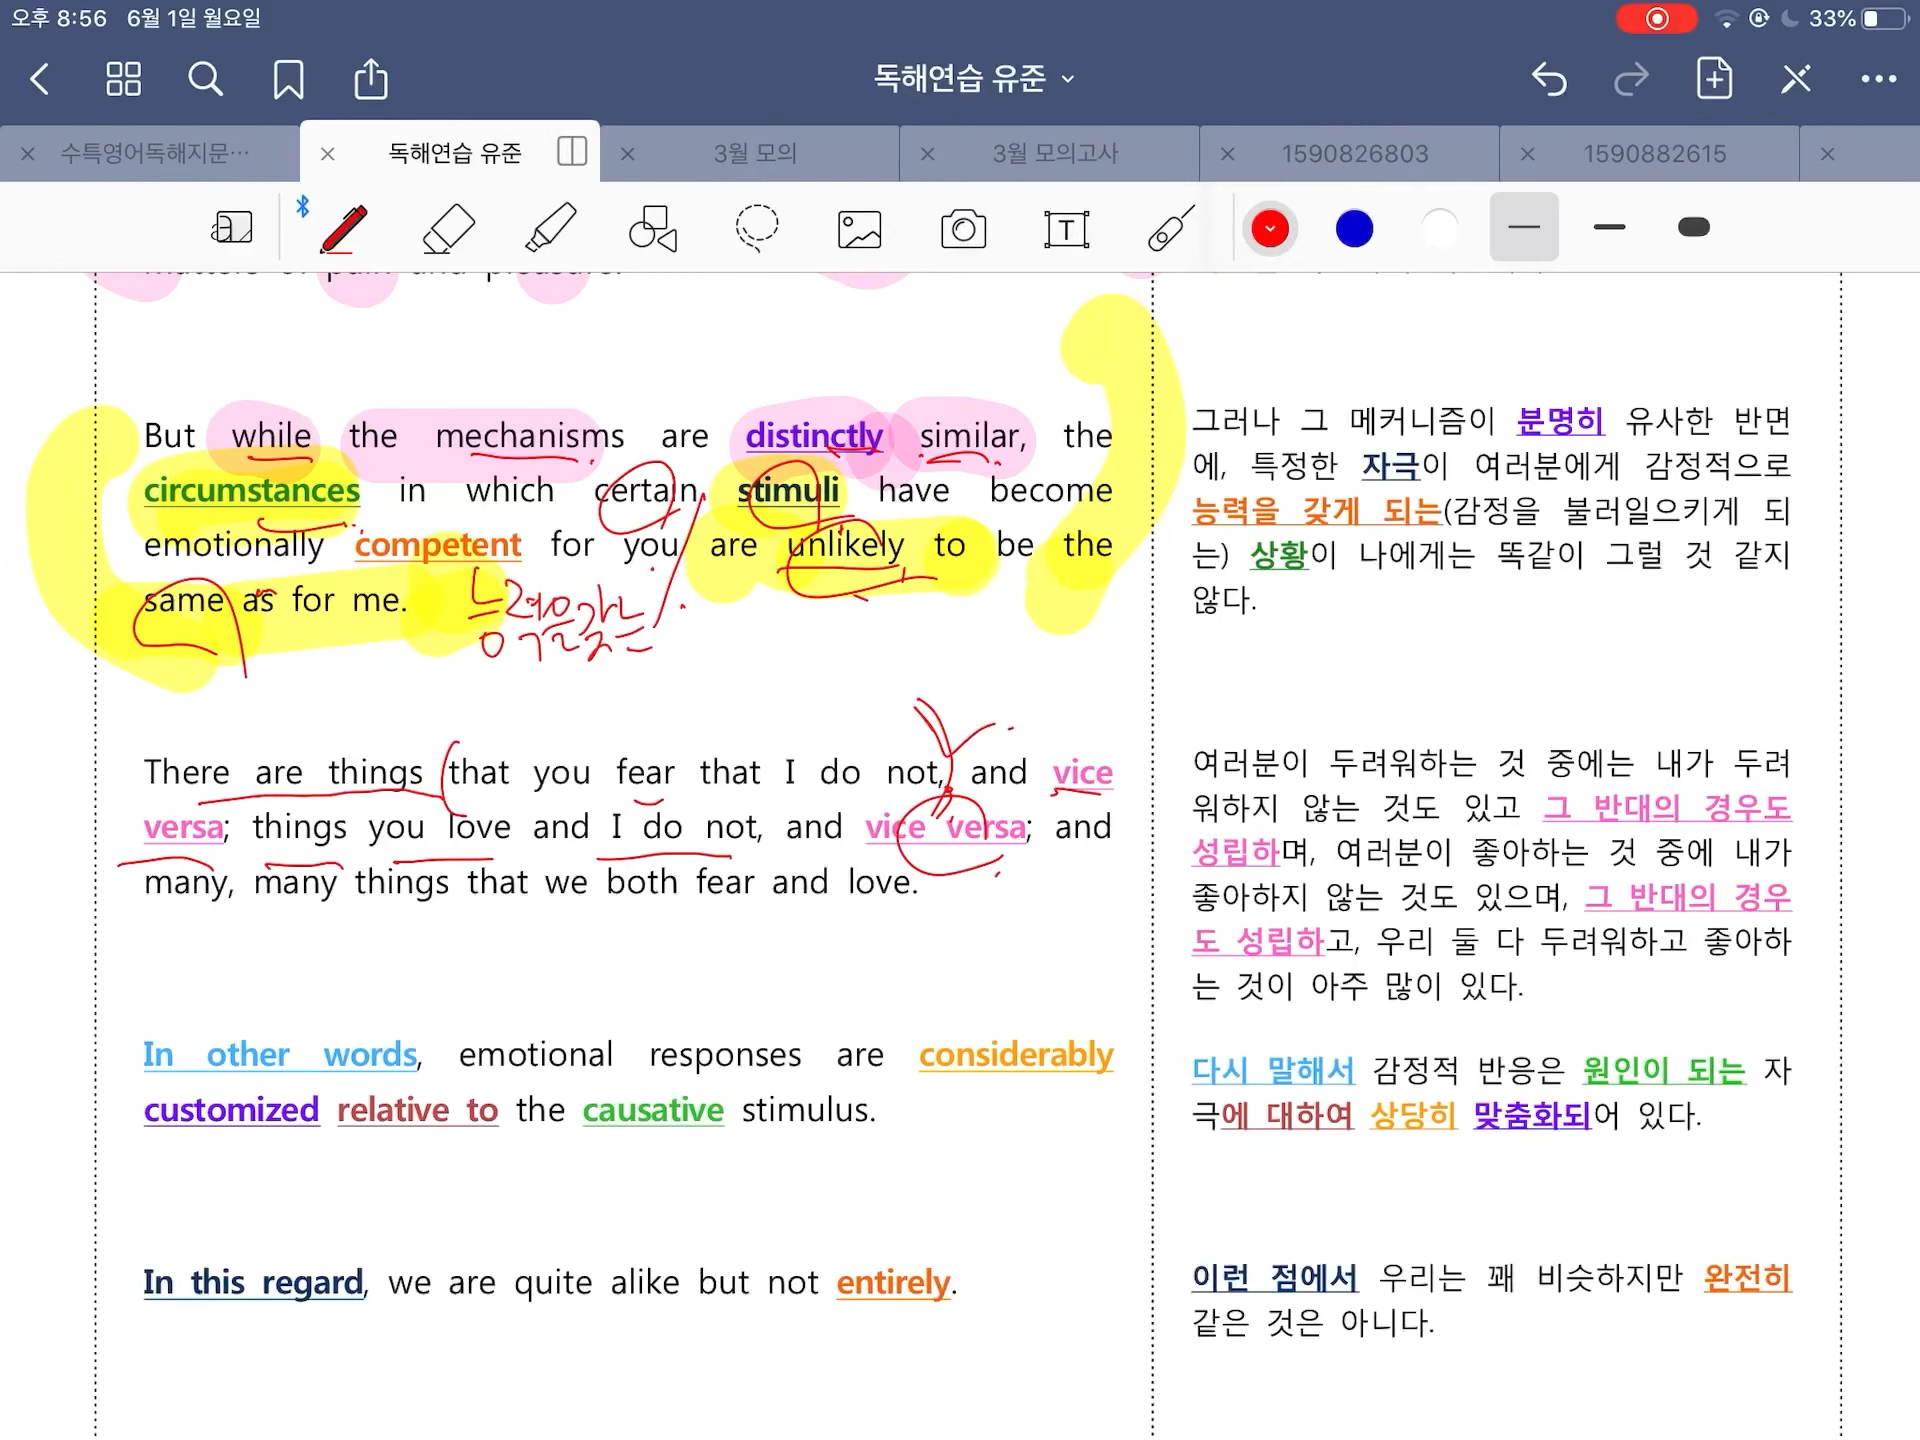 오후 8:56 6월 1일 월요일
33%
독해연습 유준
수특영어독해지문…
독해연습 유준
3월 모의
3월 모의고사
1590826803
1590882615
matters of pain and pleasure.
But while the mechanisms are distinctly similar, the
circumstances in which certain stimuli have become
emotionally competent for you are unlikely to be the
same as for me.
능력을갖는
그러나 그 메커니즘이 분명히 유사한 반면
에, 특정한 자극이 여러분에게 감정적으로
능력을 갖게 되는(감정을 불러일으키게 되
는) 상황이 나에게는 똑같이 그럴 것 같지
않다.
There are things that you fear that I do not, and vice
versa; things you love and I do not, and vice versa; and
many, many things that we both fear and love.
여러분이 두려워하는 것 중에는 내가 두려
워하지 않는 것도 있고 그 반대의 경우도
성립하며, 여러분이 좋아하는 것 중에 내가
좋아하지 않는 것도 있으며, 그 반대의 경우
도 성립하고, 우리 둘 다 두려워하고 좋아하
는 것이 아주 많이 있다.
In other words, emotional responses are considerably
customized relative to the causative stimulus.
다시 말해서 감정적 반응은 원인이 되는 자
극에 대하여 상당히 맞춤화되어 있다.
In this regard, we are quite alike but not entirely.
이런 점에서 우리는 꽤 비슷하지만 완전히
같은 것은 아니다.